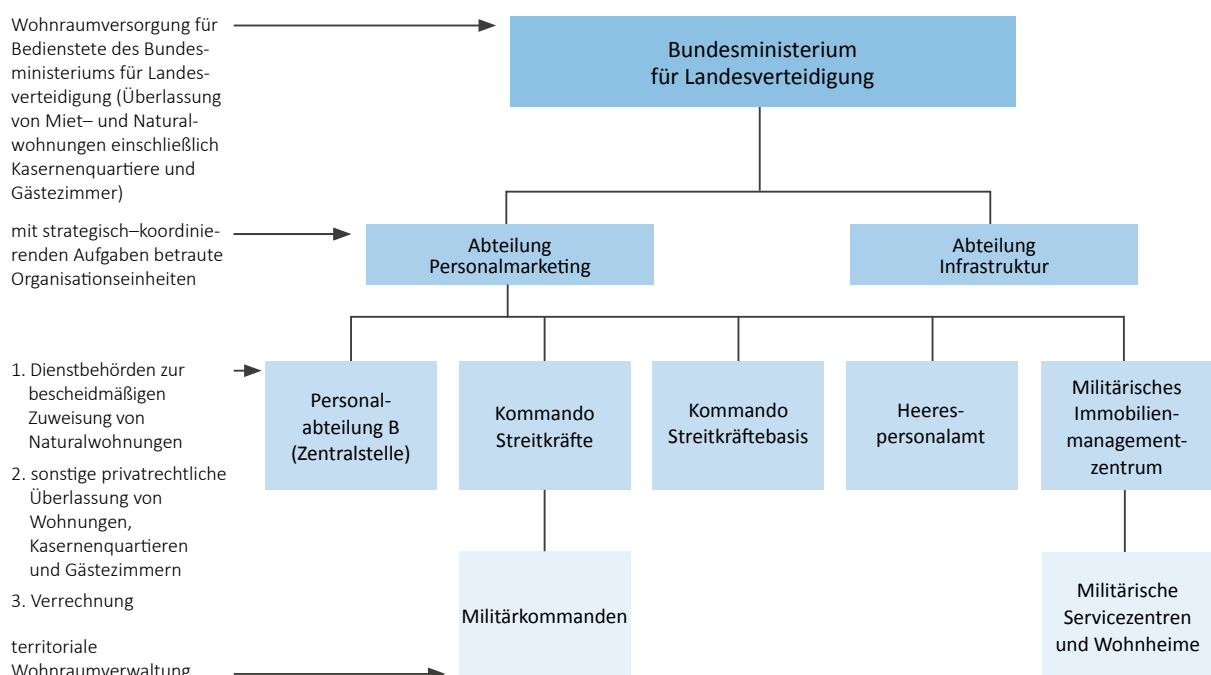 Wohnraumversorgung für
Bedienstete des Bundes-
ministeriums für Landes-
verteidigung (Überlassung
von Miet– und Natural-
wohnungen einschließlich
Kasernenquartiere und
Gästezimmer)
Bundesministerium
für Landesverteidigung
mit strategisch–koordinie-
renden Aufgaben betraute
Organisationseinheiten
Abteilung
Personalmarketing
Abteilung
Infrastruktur
1. Dienstbehörden zur
bescheidmäßigen
Zuweisung von
Naturalwohnungen
2. sonstige privatrechtliche
Überlassung von
Wohnungen,
Kasernenquartieren
und Gästezimmern
3. Verrechnung
Personal-
abteilung B
(Zentralstelle)
Kommando
Streitkräfte
Kommando
Streitkräftebasis
Heeres-
personalamt
Militärisches
Immobilien-
management-
zentrum
territoriale
Wohnraumverwaltung
Militärkommanden
Militärische
Servicezentren
und Wohnheime